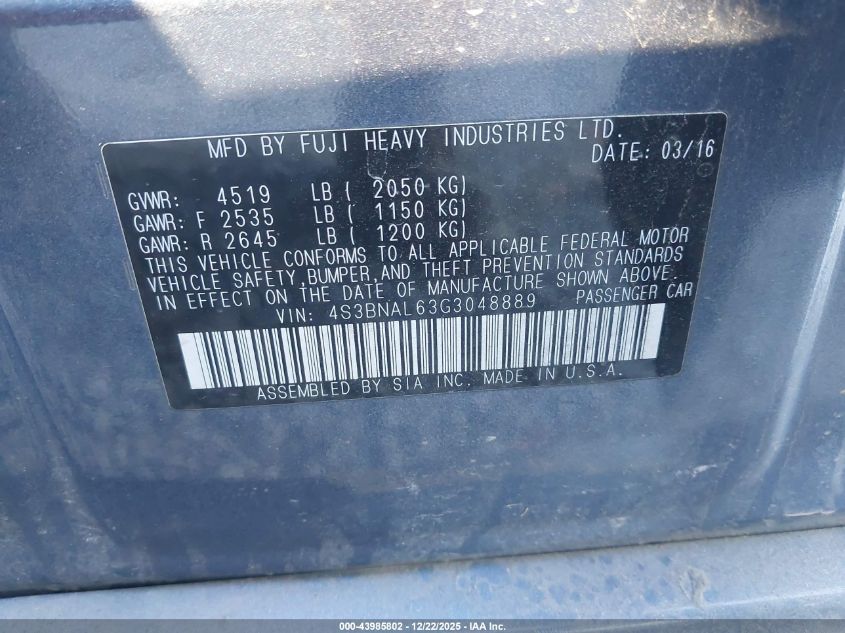 MFD BY FUJI HEAVY INDUSTRIES LTD.
DATE: 03/16
GVWR: 4519 LB ( 2050 KG)
GAWR: F 2535 LB ( 1150 KG)
GAWR: R 2645 LB ( 1200 KG)
THIS VEHICLE CONFORMS TO ALL APPLICABLE FEDERAL MOTOR
VEHICLE SAFETY,BUMPER,AND THEFT PREVENTION STANDARDS
IN EFFECT ON THE DATE OF MANUFACTURE SHOWN ABOVE.
VIN: 4S3BNAL63G3048889 PASSENGER CAR
ASSEMBLED BY SIA INC. MADE IN U.S.A.
000-43985802 - 12/22/2025 - IAA Inc.